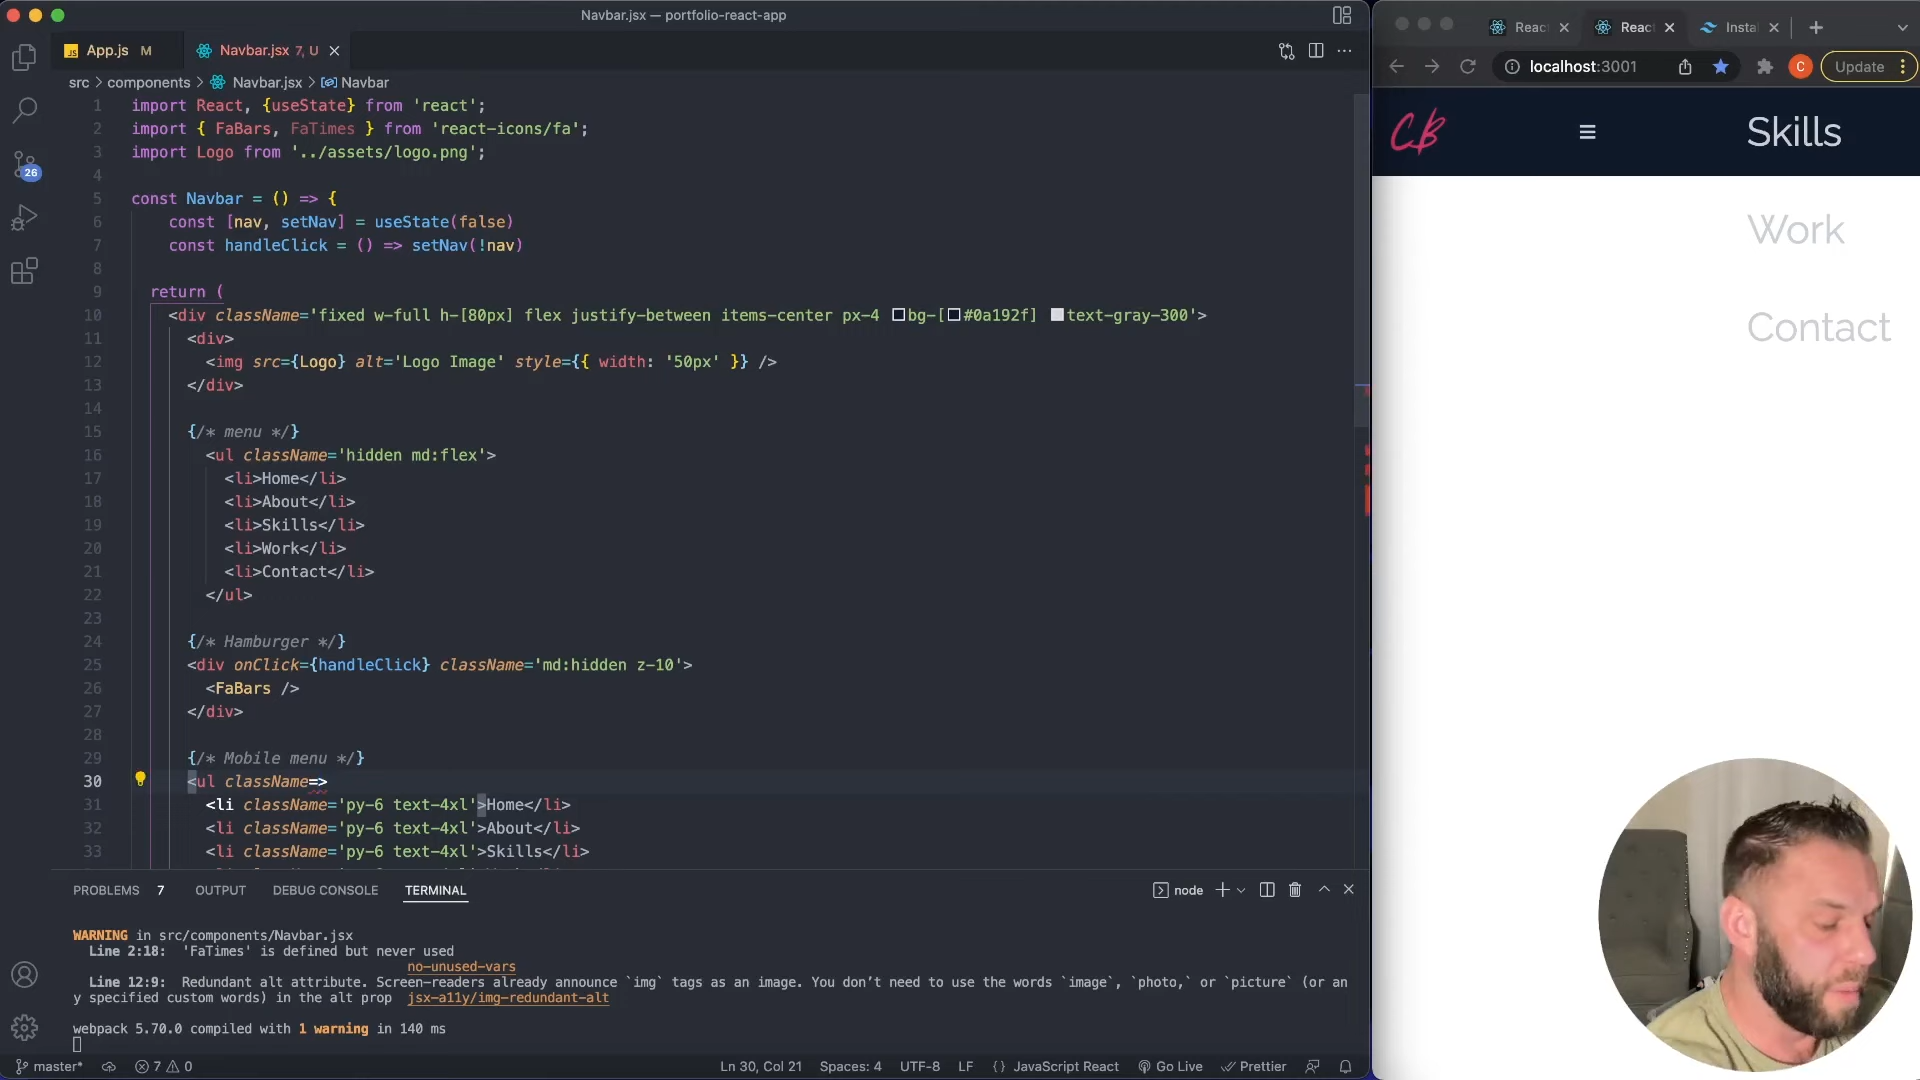 Navbar.jsx — portfolio-react-app
App.js M
Navbar.jsx 7, U
src > components > Navbar.jsx > Navbar
1 import React, {useState} from 'react';
2 import { FaBars, FaTimes } from 'react-icons/fa';
3 import Logo from '../assets/logo.png';
4
5 const Navbar = () => {
6 const [nav, setNav] = useState(false)
7 const handleClick = () => setNav(!nav)
8
9 return (
10 <div className='fixed w-full h-[80px] flex justify-between items-center px-4 bg-[#0a192f] text-gray-300'>
11 <div>
12 <img src={Logo} alt='Logo Image' style={{ width: '50px' }} />
13 </div>
14
15 {/* menu */}
16 <ul className='hidden md:flex'>
17 <li>Home</li>
18 <li>About</li>
19 <li>Skills</li>
20 <li>Work</li>
21 <li>Contact</li>
22 </ul>
23
24 {/* Hamburger */}
25 <div onClick={handleClick} className='md:hidden z-10'>
26 <FaBars />
27 </div>
28
29 {/* Mobile menu */}
30 <ul className=>
31 <li className='py-6 text-4xl'>Home</li>
32 <li className='py-6 text-4xl'>About</li>
33 <li className='py-6 text-4xl'>Skills</li>
26
PROBLEMS 7 OUTPUT DEBUG CONSOLE TERMINAL
node
WARNING in src/components/Navbar.jsx
Line 2:18: 'FaTimes' is defined but never used
no-unused-vars
Line 12:9: Redundant alt attribute. Screen-readers already announce `img` tags as an image. You don't need to use the words `image`, `photo,` or `picture` (or an
y specified custom words) in the alt prop jsx-a11y/img-redundant-alt
webpack 5.70.0 compiled with 1 warning in 140 ms
master* 7 0 Ln 30, Col 21 Spaces: 4 UTF-8 LF {} JavaScript React Go Live Prettier
React React Instal
localhost:3001 C Update
CB Skills
Work
Contact